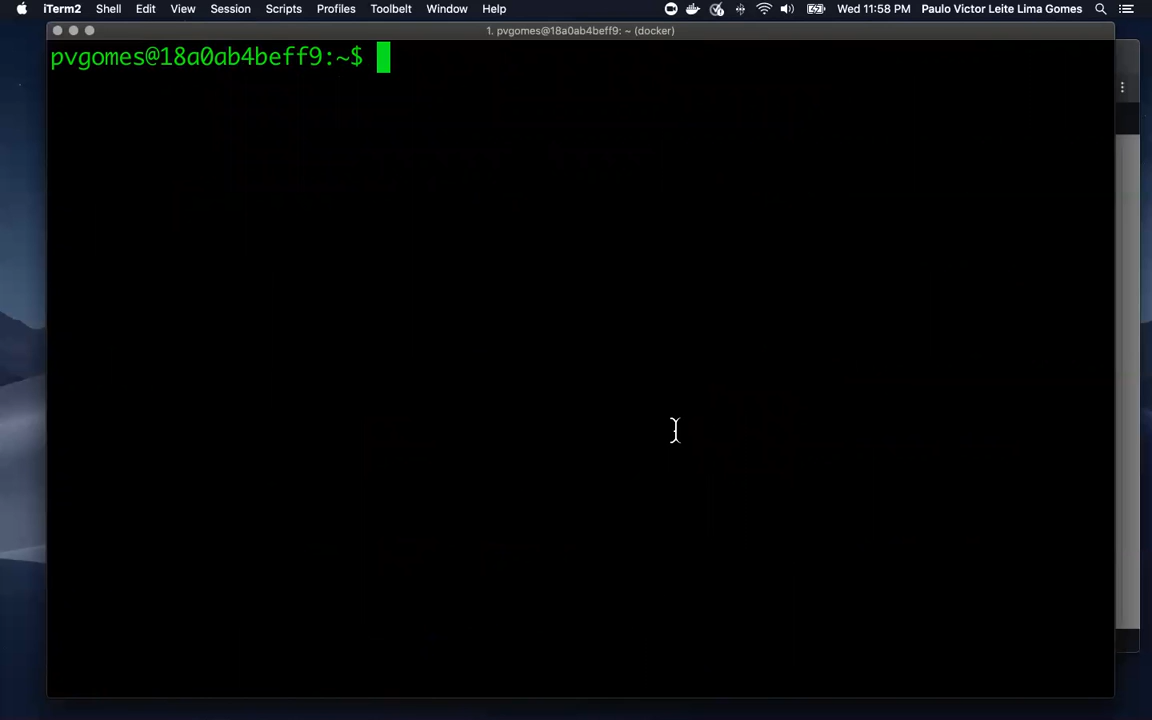 iTerm2 Shell Edit View Session Scripts Profiles Toolbelt Window Help Wed 11:58 PM Paulo Victor Leite Lima Gomes
1. pvgomes@18a0ab4beff9: ~ (docker)
pvgomes@18a0ab4beff9:~$